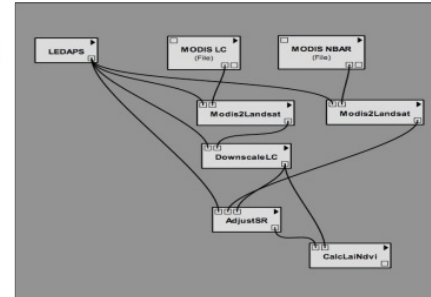 LEDAPS
MODIS LC
(File)
MODIS NBAR
(File)
Modis2Landsat
Modis2Landsat
DownscaleLC
AdjustSR
CalcLaiNdvi